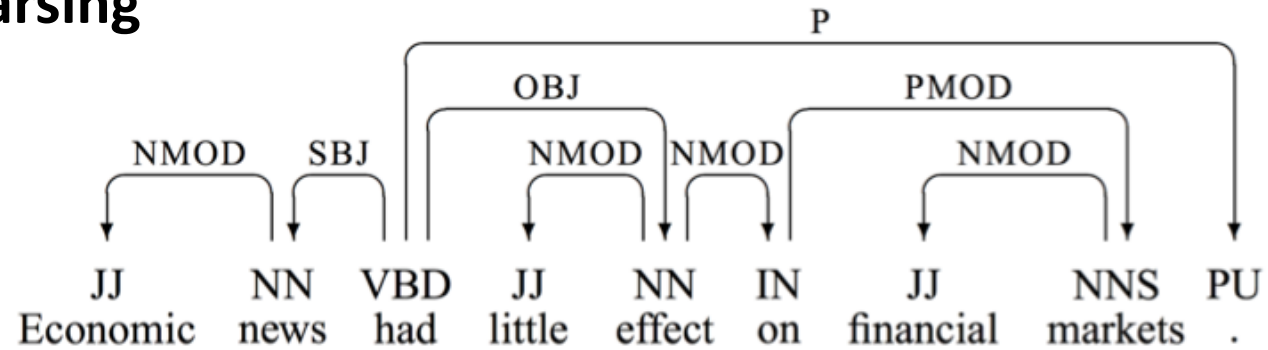 P
OBJ PMOD
NMOD SBJ NMOD NMOD NMOD
JJ NN VBD JJ NN IN JJ NNS PU
Economic news had little effect on financial markets .